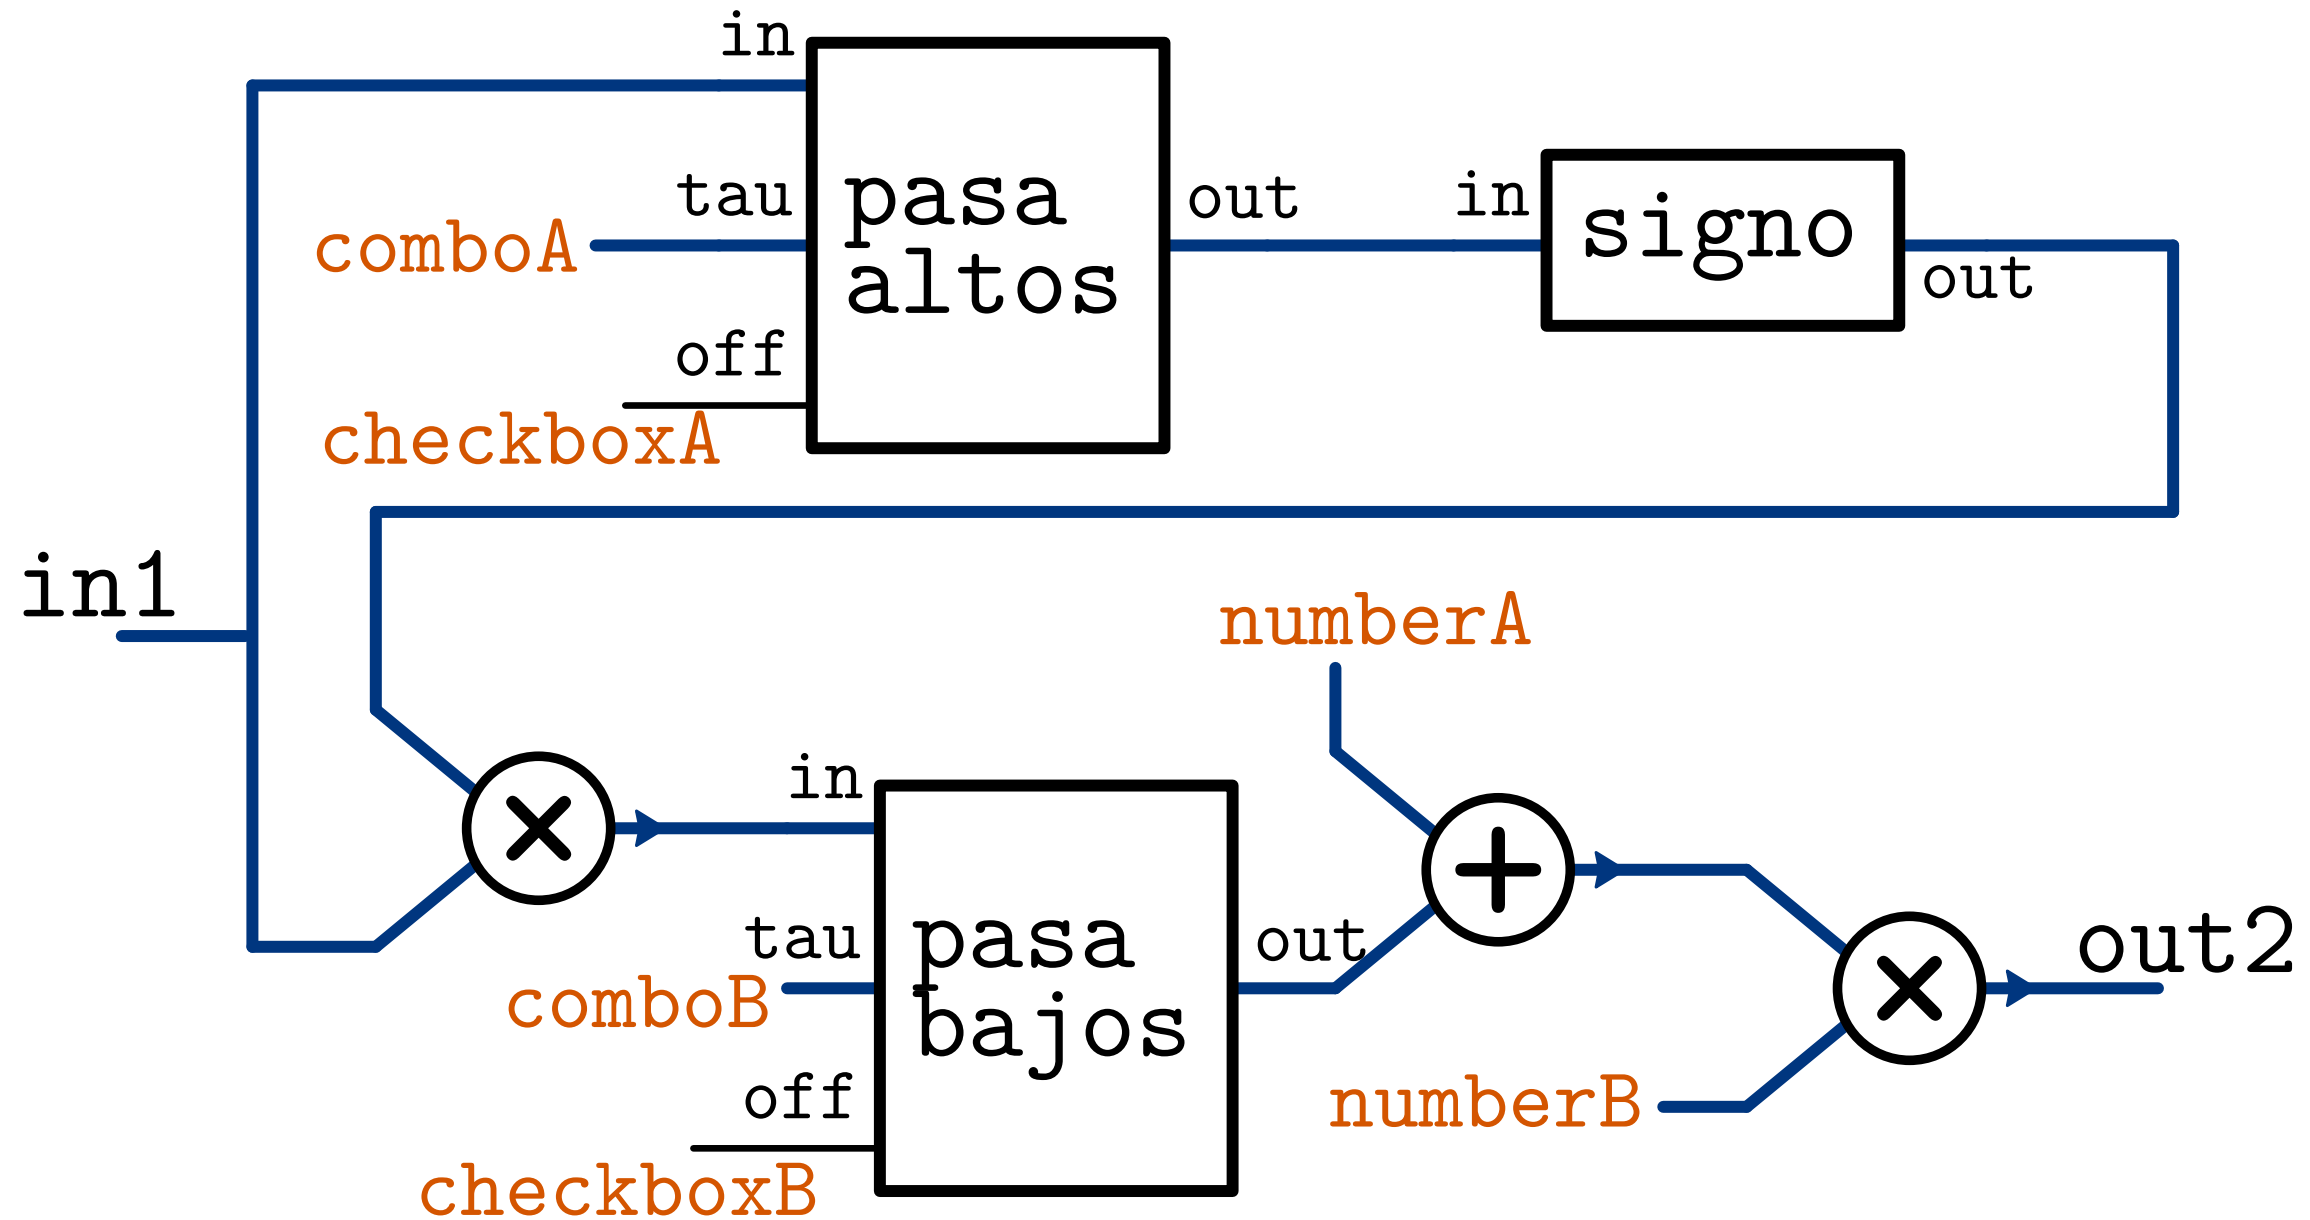 in
tau
comboA
off
checkboxA
pasa
altos
out
in
signo
out
in1
numberA
in
tau
comboB
off
checkboxB
pasa
bajos
out
numberB
out2